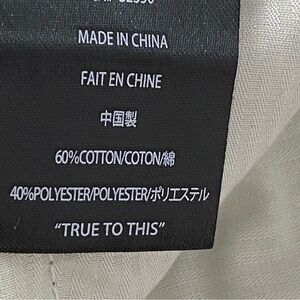 MADE IN CHINA
FAIT EN CHINE
中国製
60%COTTON/COTON/綿
40%POLYESTER/POLYESTER/ポリエステル
“TRUE TO THIS”